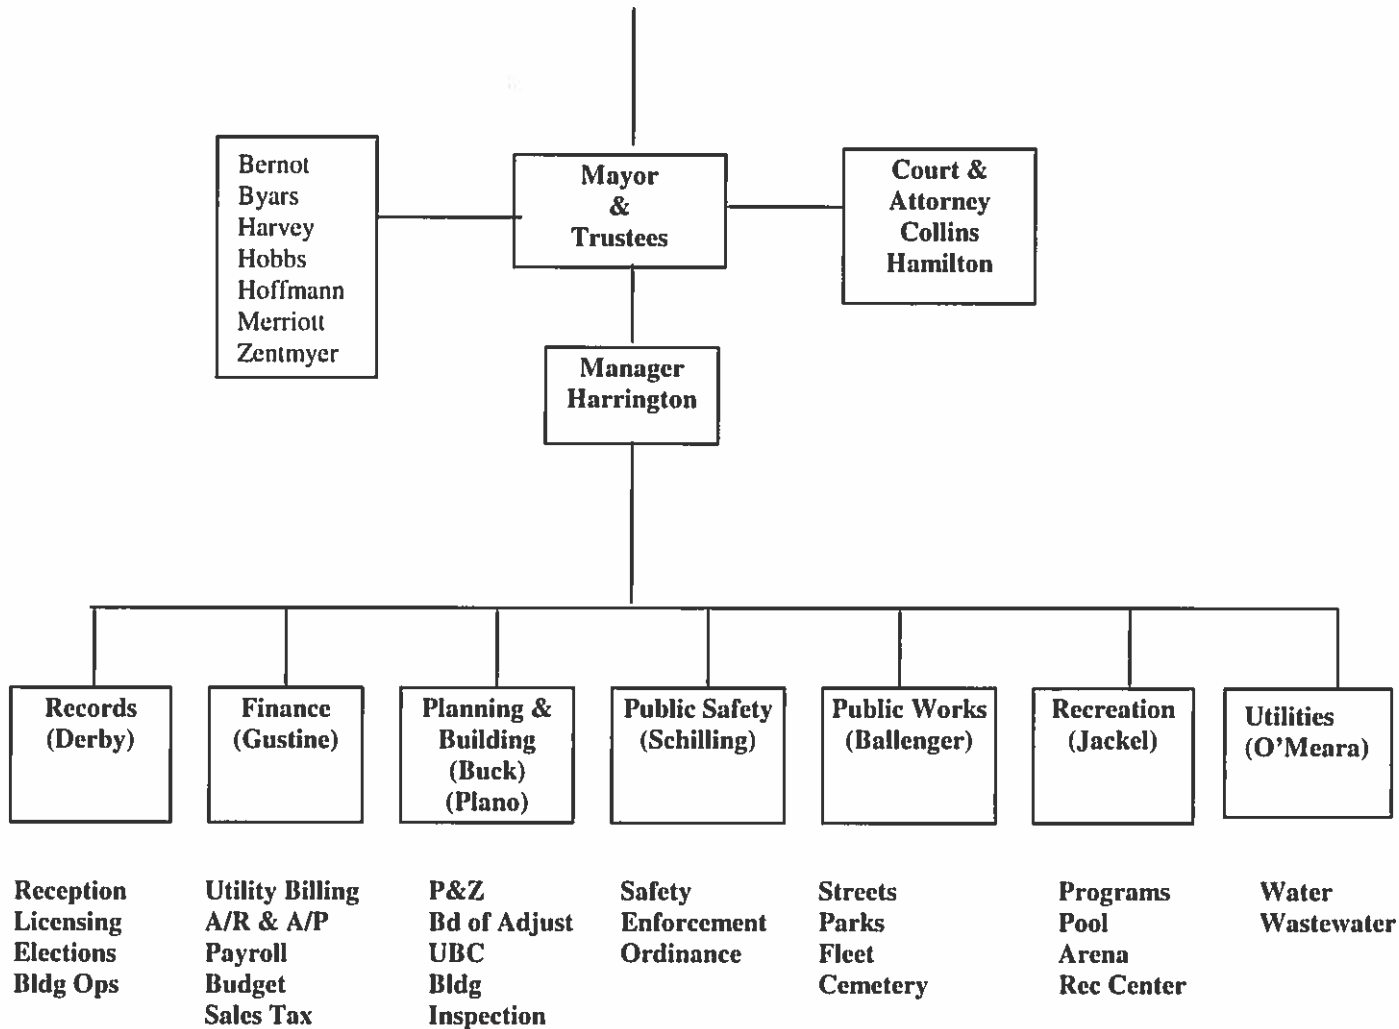 Bernot
Byars
Harvey
Hobbs
Hoffmann
Merriott
Zentmyer
Mayor
&
Trustees
Court &
Attorney
Collins
Hamilton
Manager
Harrington
Records
(Derby)
Finance
(Gustine)
Planning &
Building
(Buck)
(Plano)
Public Safety
(Schilling)
Public Works
(Ballenger)
Recreation
(Jackel)
Utilities
(O'Meara)
Reception
Licensing
Elections
Bldg Ops
Utility Billing
A/R & A/P
Payroll
Budget
Sales Tax
P&Z
Bd of Adjust
UBC
Bldg
Inspection
Safety
Enforcement
Ordinance
Streets
Parks
Fleet
Cemetery
Programs
Pool
Arena
Rec Center
Water
Wastewater